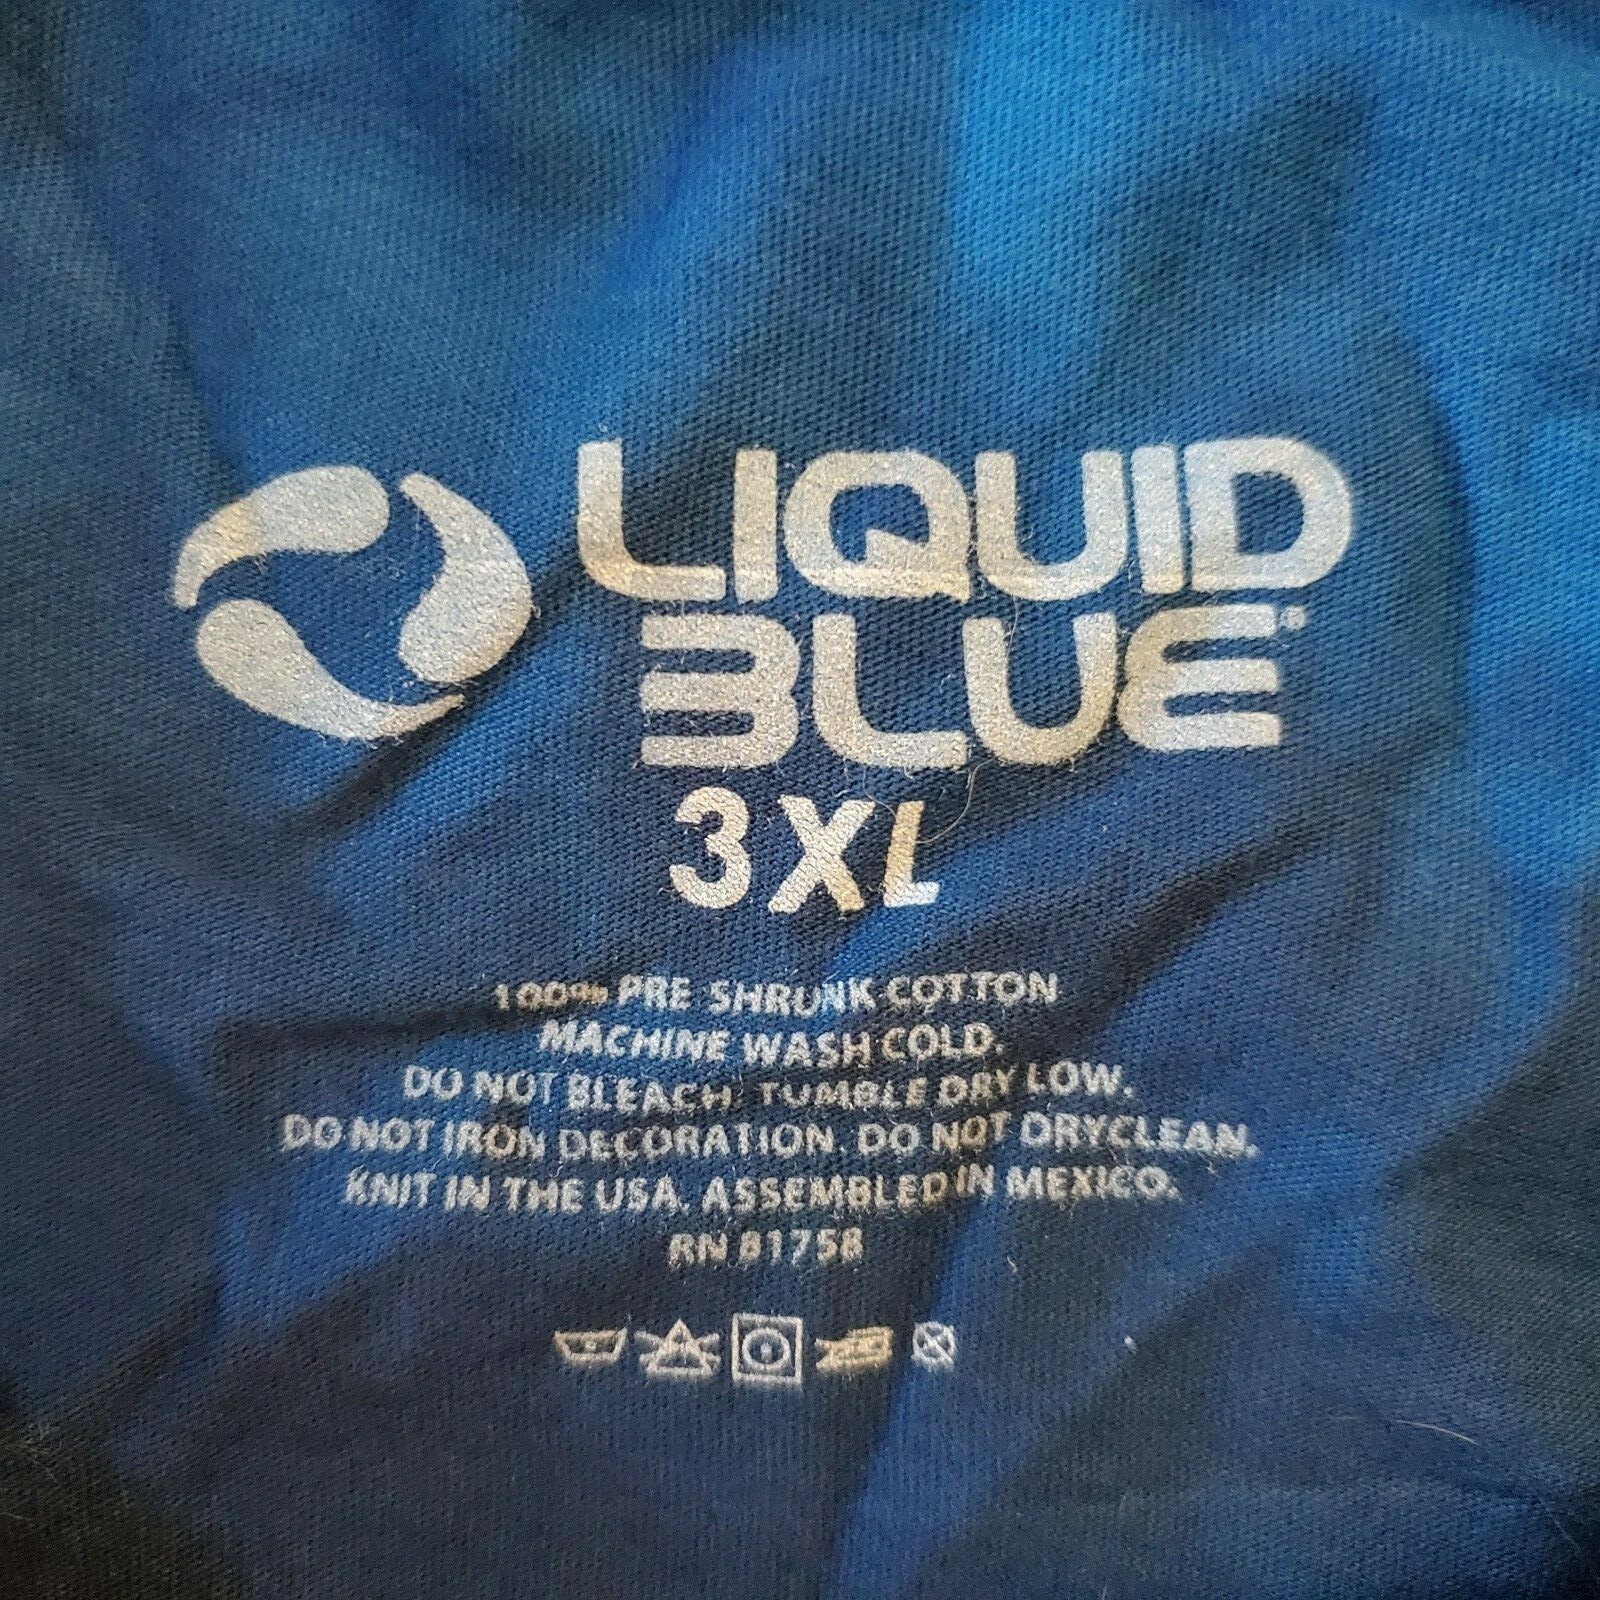 LIQUID
BLUE®
3XL
100% PRE SHRUNK COTTON
MACHINE WASH COLD.
DO NOT BLEACH. TUMBLE DRY LOW.
DO NOT IRON DECORATION. DO NOT DRYCLEAN.
KNIT IN THE USA. ASSEMBLED IN MEXICO.
RN 81758